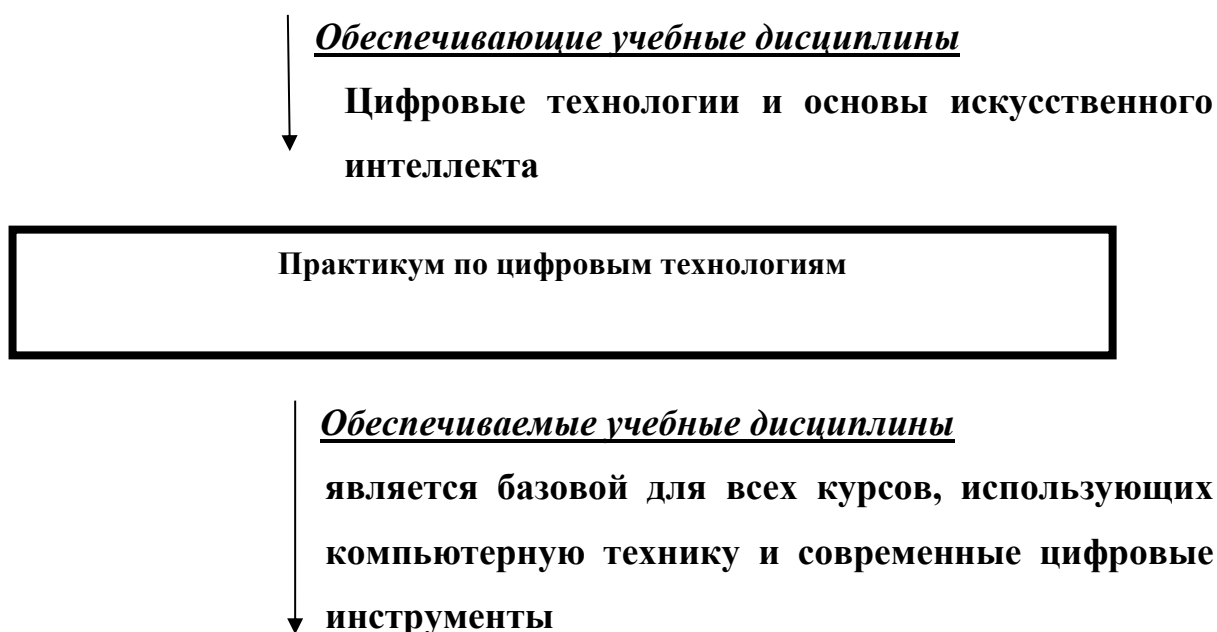 Обеспечивающие учебные дисциплины
Цифровые технологии и основы искусственного
интеллекта
Практикум по цифровым технологиям
Обеспечиваемые учебные дисциплины
является базовой для всех курсов, использующих
компьютерную технику и современные цифровые
инструменты